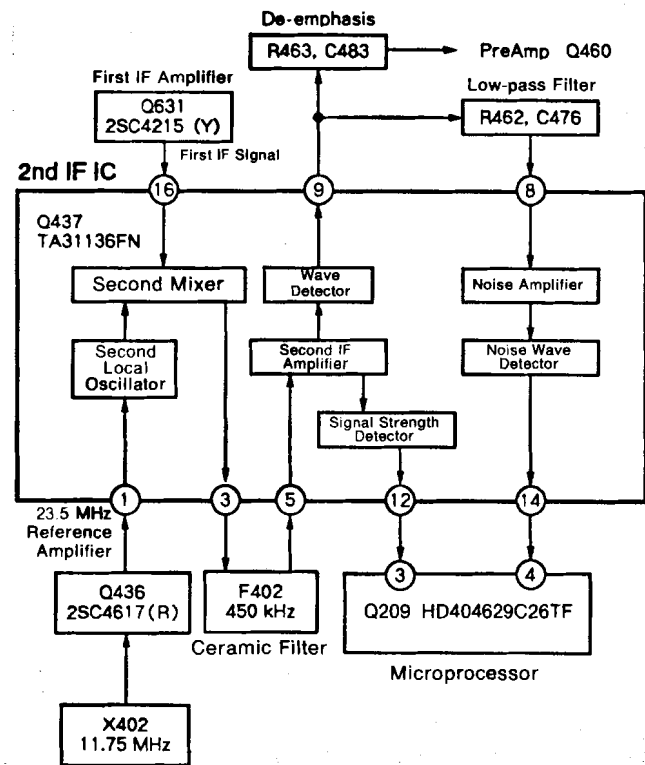 De-emphasis
R463, C483
PreAmp Q460
First IF Amplifier
Low-pass Filter
Q631
2SC4215 (Y)
R462, C476
First IF Signal
2nd IF IC
16
9
8
Q437
TA31136FN
Second Mixer
Wave
Detector
Noise Amplifier
Second
Local
Oscillator
Second IF
Amplifier
Noise Wave
Detector
Signal Strength
Detector
1
3
5
12
14
23.5 MHz
Reference
Amplifier
3
4
Q436
2SC4617(R)
F402
450 kHz
Q209 HD404629C26TF
Ceramic Filter
Microprocessor
X402
11.75 MHz